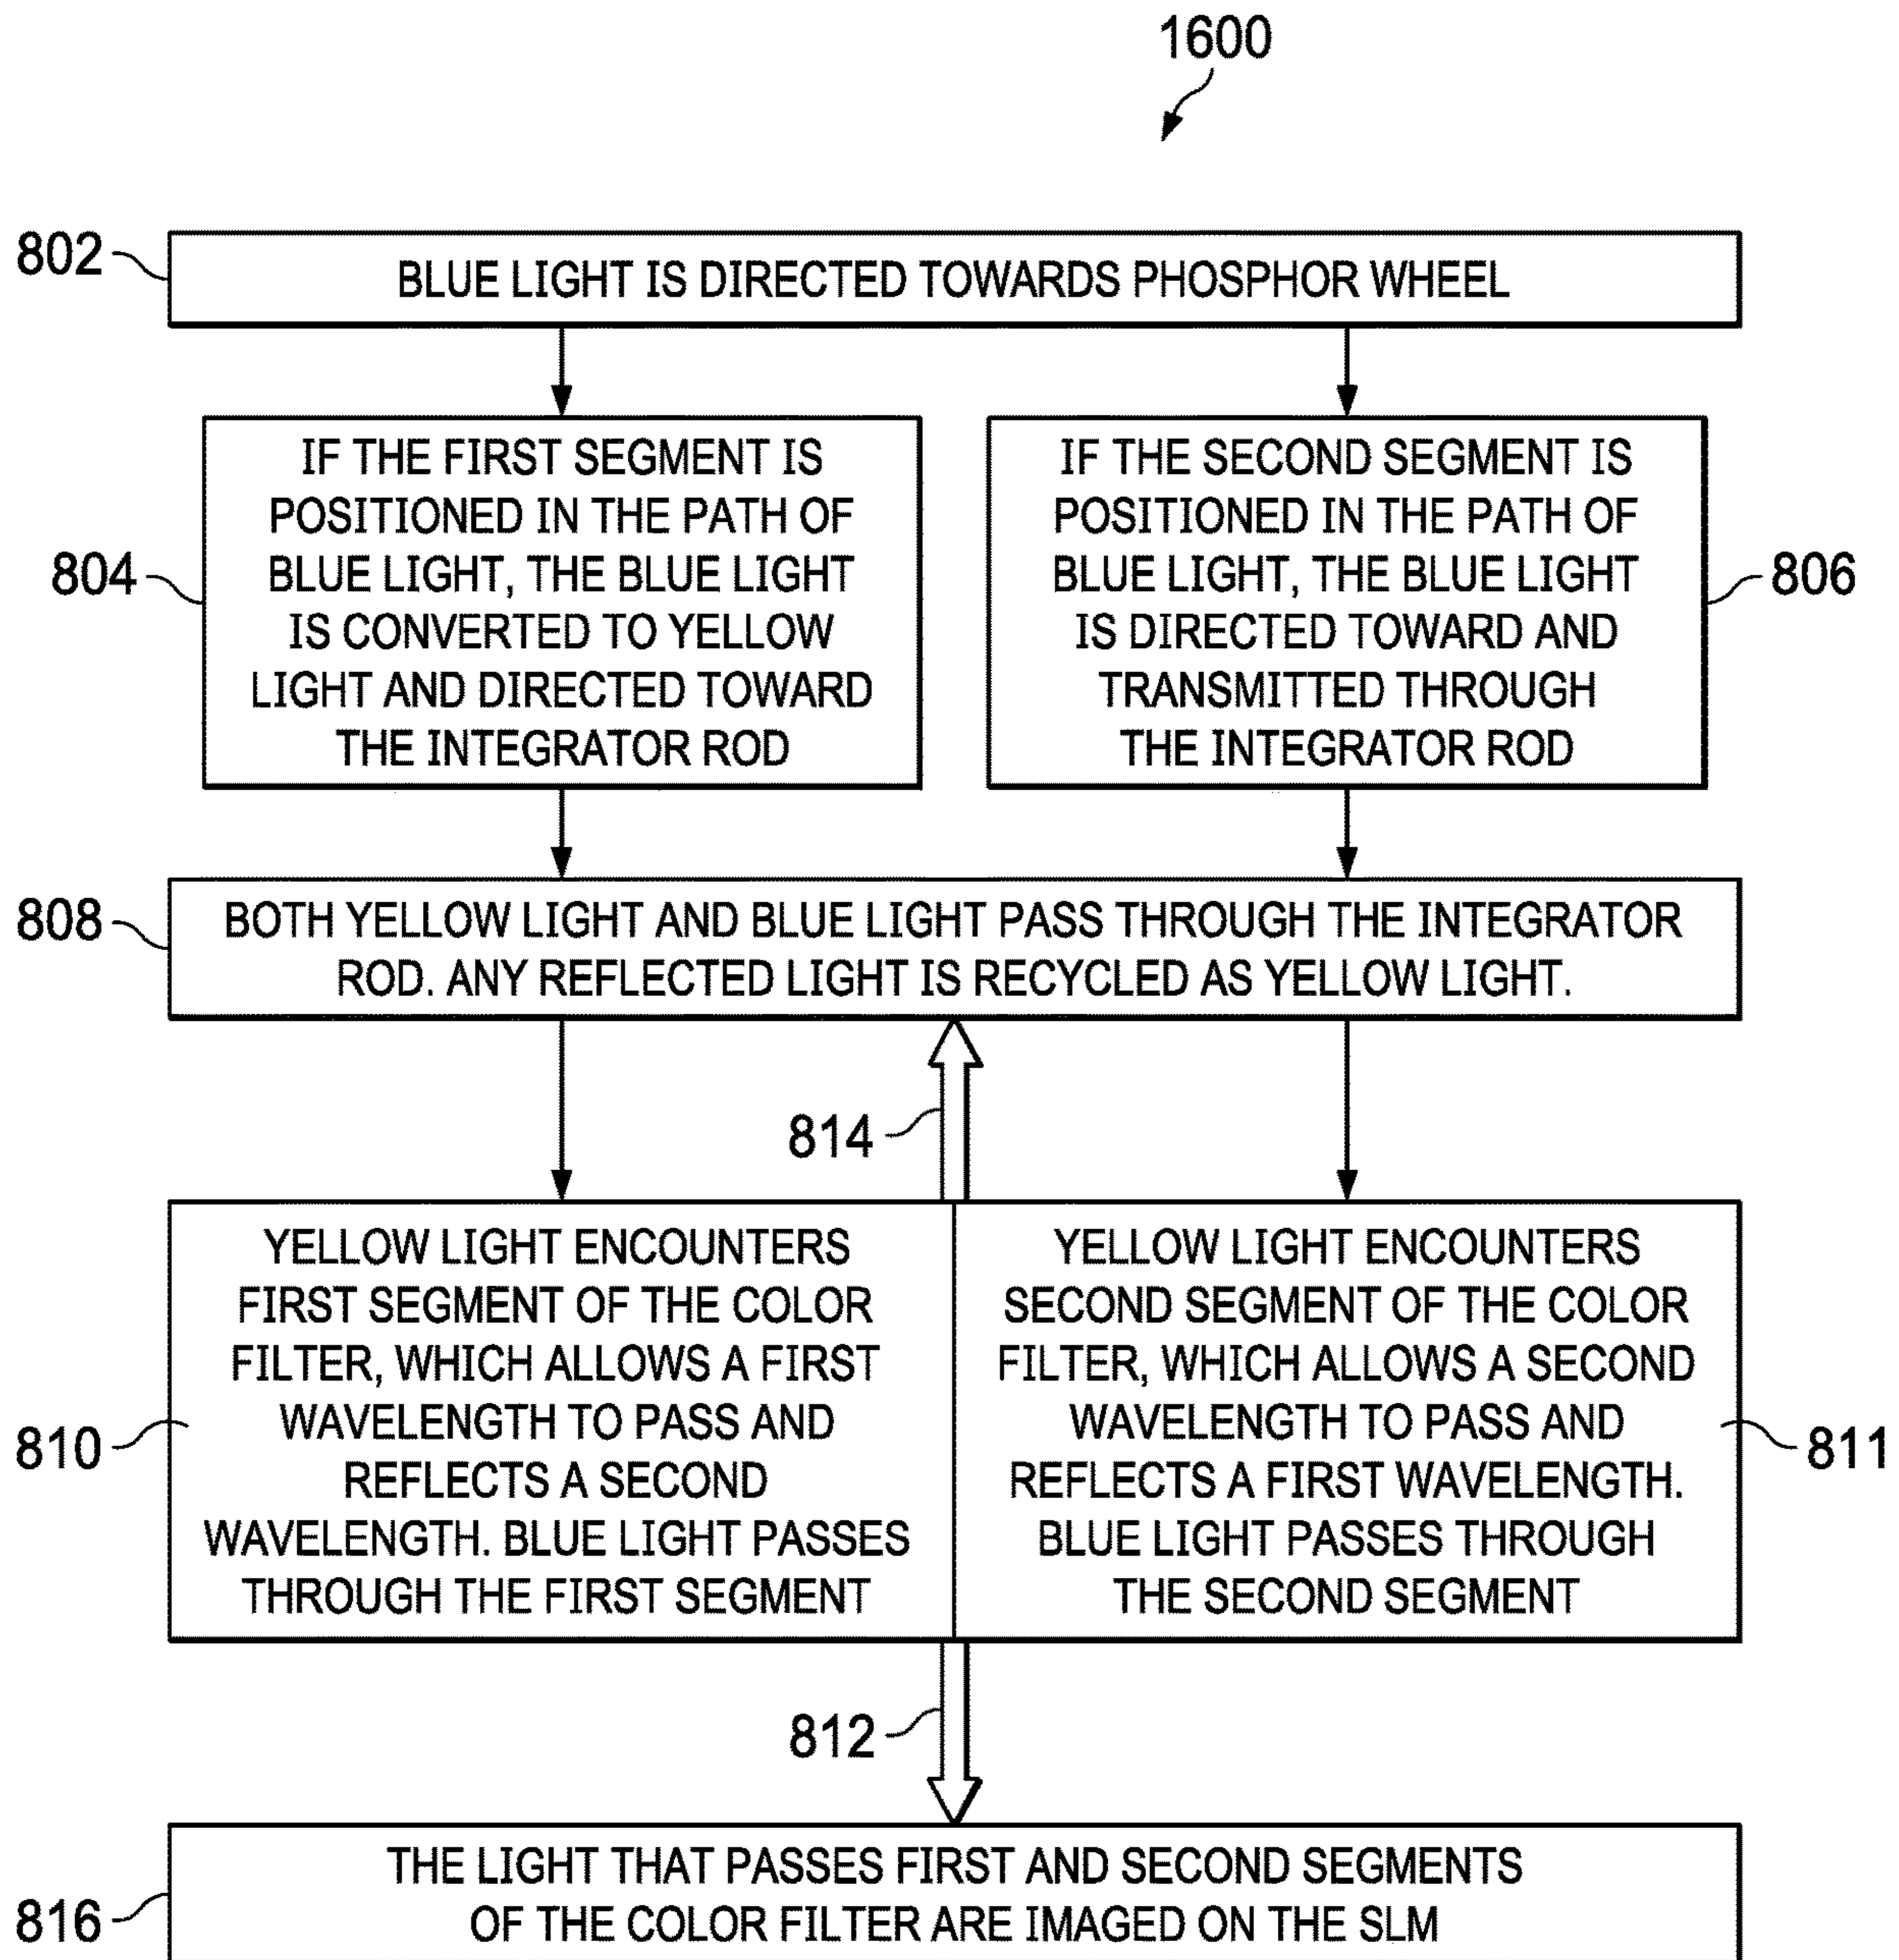 1600
802
BLUE LIGHT IS DIRECTED TOWARDS PHOSPHOR WHEEL
804
IF THE FIRST SEGMENT IS
POSITIONED IN THE PATH OF
BLUE LIGHT, THE BLUE LIGHT
IS CONVERTED TO YELLOW
LIGHT AND DIRECTED TOWARD
THE INTEGRATOR ROD
IF THE SECOND SEGMENT IS
POSITIONED IN THE PATH OF
BLUE LIGHT, THE BLUE LIGHT
IS DIRECTED TOWARD AND
TRANSMITTED THROUGH
THE INTEGRATOR ROD
806
808
BOTH YELLOW LIGHT AND BLUE LIGHT PASS THROUGH THE INTEGRATOR
ROD. ANY REFLECTED LIGHT IS RECYCLED AS YELLOW LIGHT.
814
810
YELLOW LIGHT ENCOUNTERS
FIRST SEGMENT OF THE COLOR
FILTER, WHICH ALLOWS A FIRST
WAVELENGTH TO PASS AND
REFLECTS A SECOND
WAVELENGTH. BLUE LIGHT PASSES
THROUGH THE FIRST SEGMENT
YELLOW LIGHT ENCOUNTERS
SECOND SEGMENT OF THE COLOR
FILTER, WHICH ALLOWS A SECOND
WAVELENGTH TO PASS AND
REFLECTS A FIRST WAVELENGTH.
BLUE LIGHT PASSES THROUGH
THE SECOND SEGMENT
811
812
816
THE LIGHT THAT PASSES FIRST AND SECOND SEGMENTS
OF THE COLOR FILTER ARE IMAGED ON THE SLM